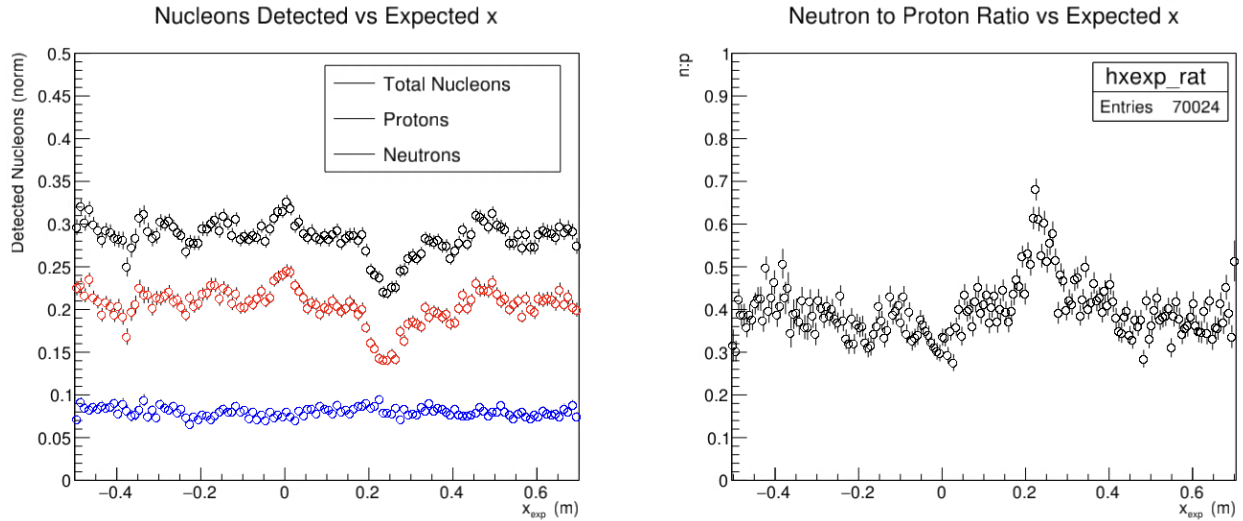 Nucleons Detected vs Expected x
Detected Nucleons (norm)
0.5
0.45
0.4
0.35
0.3
0.25
0.2
0.15
0.1
0.05
0
Total Nucleons
Protons
Neutrons
−0.4 −0.2 0 0.2 0.4 0.6
x_exp (m)
Neutron to Proton Ratio vs Expected x
n:p
1
0.9
0.8
0.7
0.6
0.5
0.4
0.3
0.2
0.1
0
hxexp_rat
Entries 70024
−0.4 −0.2 0 0.2 0.4 0.6
x_exp (m)